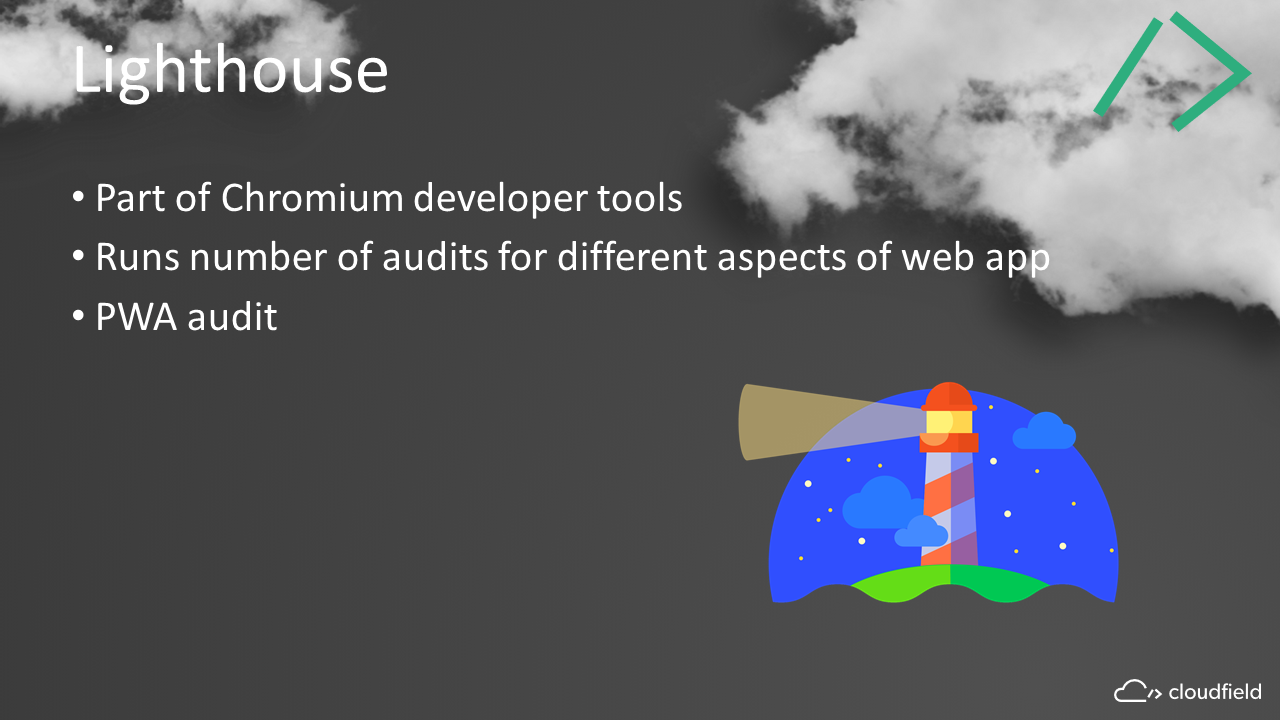 Lighthouse
• Part of Chromium developer tools
• Runs number of audits for different aspects of web app
• PWA audit
cloudfield